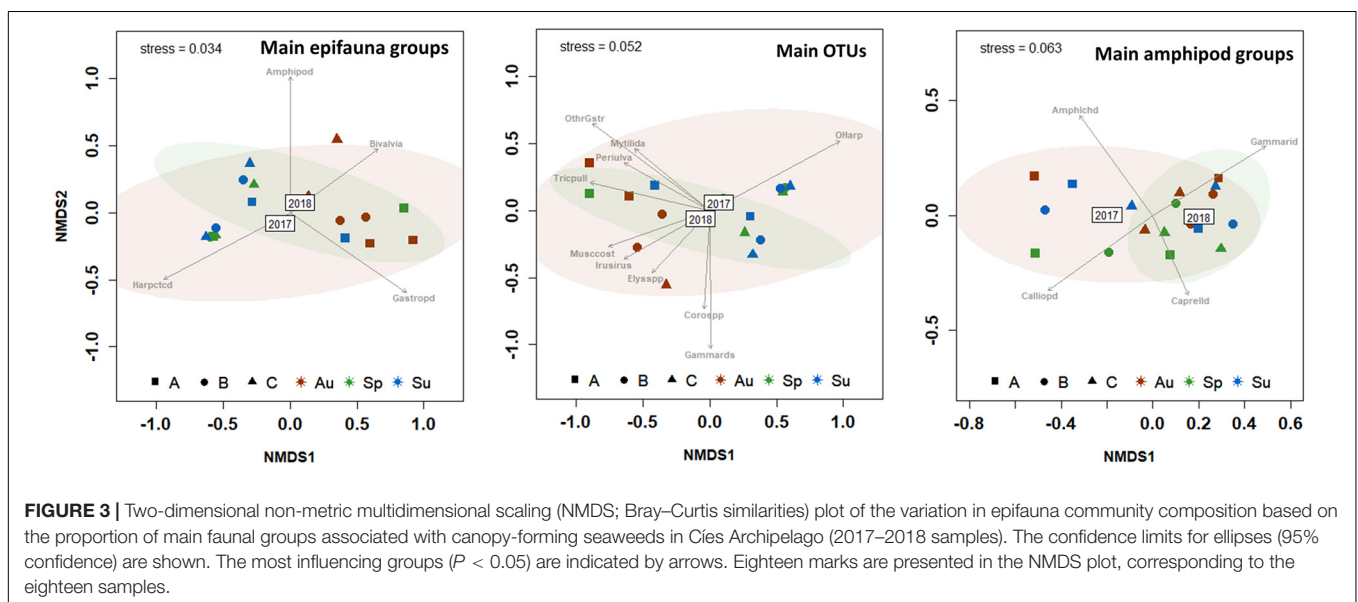 stress = 0.034
Main epifauna groups
Amphipod
Bivalvia
2018
2017
Harpctcd
Gastropd
NMDS2
1.0
0.5
0.0
-0.5
-1.0
A B C Au Sp Su
-1.0 -0.5 0.0 0.5 1.0
NMDS1
stress = 0.052
Main OTUs
OthrGstr
Mytilida
Periulva
Tricpull
OHarp
2017
2018
Musccost
Irusirus
Elysspp
Corospp
Gammards
1.0
0.5
0.0
-0.5
-1.0
A B C Au Sp Su
-1.0 -0.5 0.0 0.5 1.0
NMDS1
stress = 0.063
Main amphipod groups
Amphlchd
Gammarid
2017
2018
Calliopd
Caprelld
0.5
0.0
-0.5
A B C Au Sp Su
-0.8 -0.4 0.0 0.2 0.4 0.6
NMDS1
FIGURE 3 | Two-dimensional non-metric multidimensional scaling (NMDS; Bray–Curtis similarities) plot of the variation in epifauna community composition based on
the proportion of main faunal groups associated with canopy-forming seaweeds in Cíes Archipelago (2017–2018 samples). The confidence limits for ellipses (95%
confidence) are shown. The most influencing groups (P < 0.05) are indicated by arrows. Eighteen marks are presented in the NMDS plot, corresponding to the
eighteen samples.